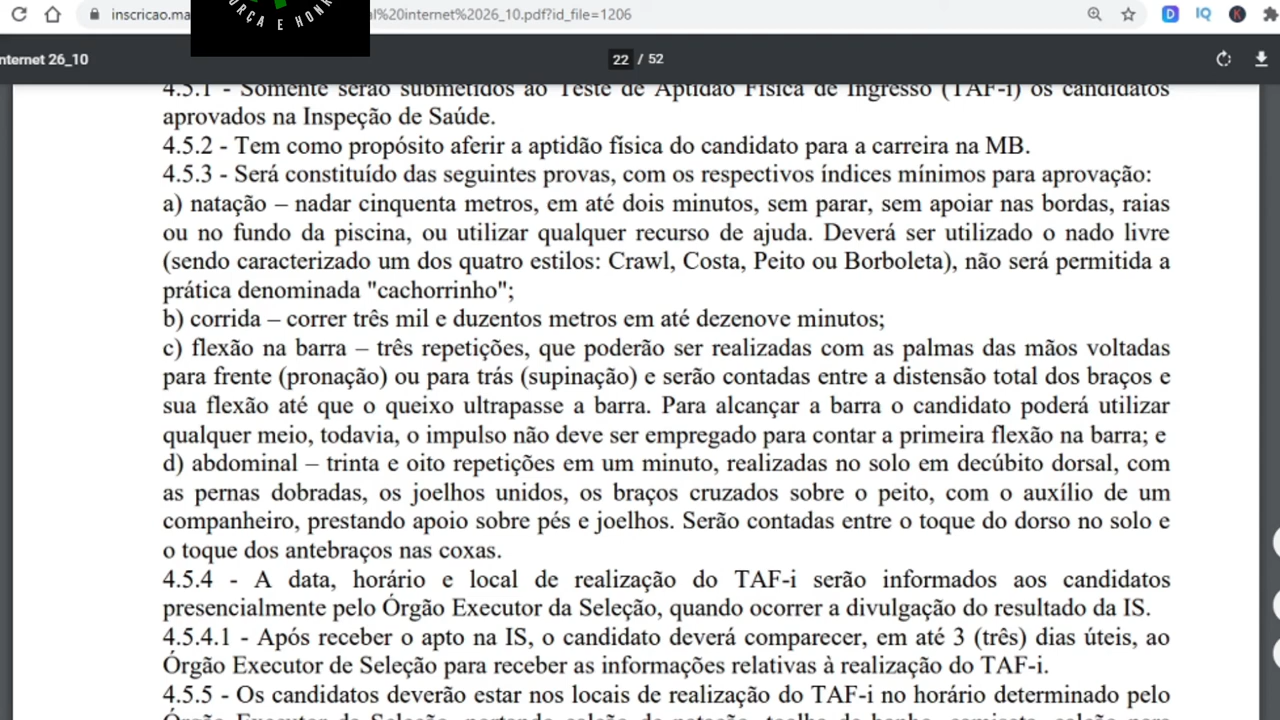 inscricao.ma
al%20internet%2026_10.pdf?id_file=1206
ORÇA E HONR
D
IQ
K
nternet 26_10
22 / 52
4.5.1 - Somente serão submetidos ao Teste de Aptidão Física de Ingresso (TAF-i) os candidatos
aprovados na Inspeção de Saúde.
4.5.2 - Tem como propósito aferir a aptidão física do candidato para a carreira na MB.
4.5.3 - Será constituído das seguintes provas, com os respectivos índices mínimos para aprovação:
a) natação – nadar cinquenta metros, em até dois minutos, sem parar, sem apoiar nas bordas, raias
ou no fundo da piscina, ou utilizar qualquer recurso de ajuda. Deverá ser utilizado o nado livre
(sendo caracterizado um dos quatro estilos: Crawl, Costa, Peito ou Borboleta), não será permitida a
prática denominada "cachorrinho";
b) corrida – correr três mil e duzentos metros em até dezenove minutos;
c) flexão na barra – três repetições, que poderão ser realizadas com as palmas das mãos voltadas
para frente (pronação) ou para trás (supinação) e serão contadas entre a distensão total dos braços e
sua flexão até que o queixo ultrapasse a barra. Para alcançar a barra o candidato poderá utilizar
qualquer meio, todavia, o impulso não deve ser empregado para contar a primeira flexão na barra; e
d) abdominal – trinta e oito repetições em um minuto, realizadas no solo em decúbito dorsal, com
as pernas dobradas, os joelhos unidos, os braços cruzados sobre o peito, com o auxílio de um
companheiro, prestando apoio sobre pés e joelhos. Serão contadas entre o toque do dorso no solo e
o toque dos antebraços nas coxas.
4.5.4 - A data, horário e local de realização do TAF-i serão informados aos candidatos
presencialmente pelo Órgão Executor da Seleção, quando ocorrer a divulgação do resultado da IS.
4.5.4.1 - Após receber o apto na IS, o candidato deverá comparecer, em até 3 (três) dias úteis, ao
Órgão Executor de Seleção para receber as informações relativas à realização do TAF-i.
4.5.5 - Os candidatos deverão estar nos locais de realização do TAF-i no horário determinado pelo